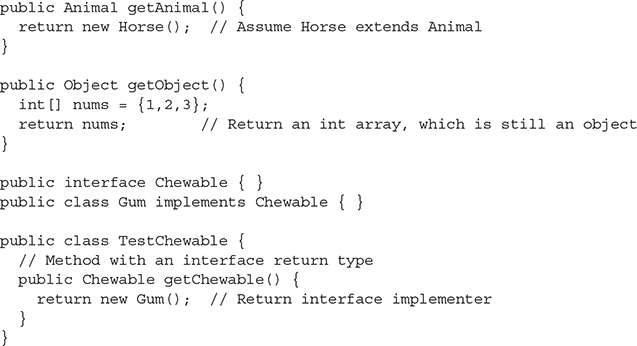 public Animal getAnimal() {
  return new Horse();  // Assume Horse extends Animal
}

public Object getObject() {
  int[] nums = {1,2,3};
  return nums;        // Return an int array, which is still an object
}

public interface Chewable { }
public class Gum implements Chewable { }

public class TestChewable {
  // Method with an interface return type
  public Chewable getChewable() {
    return new Gum();  // Return interface implementer
  }
}